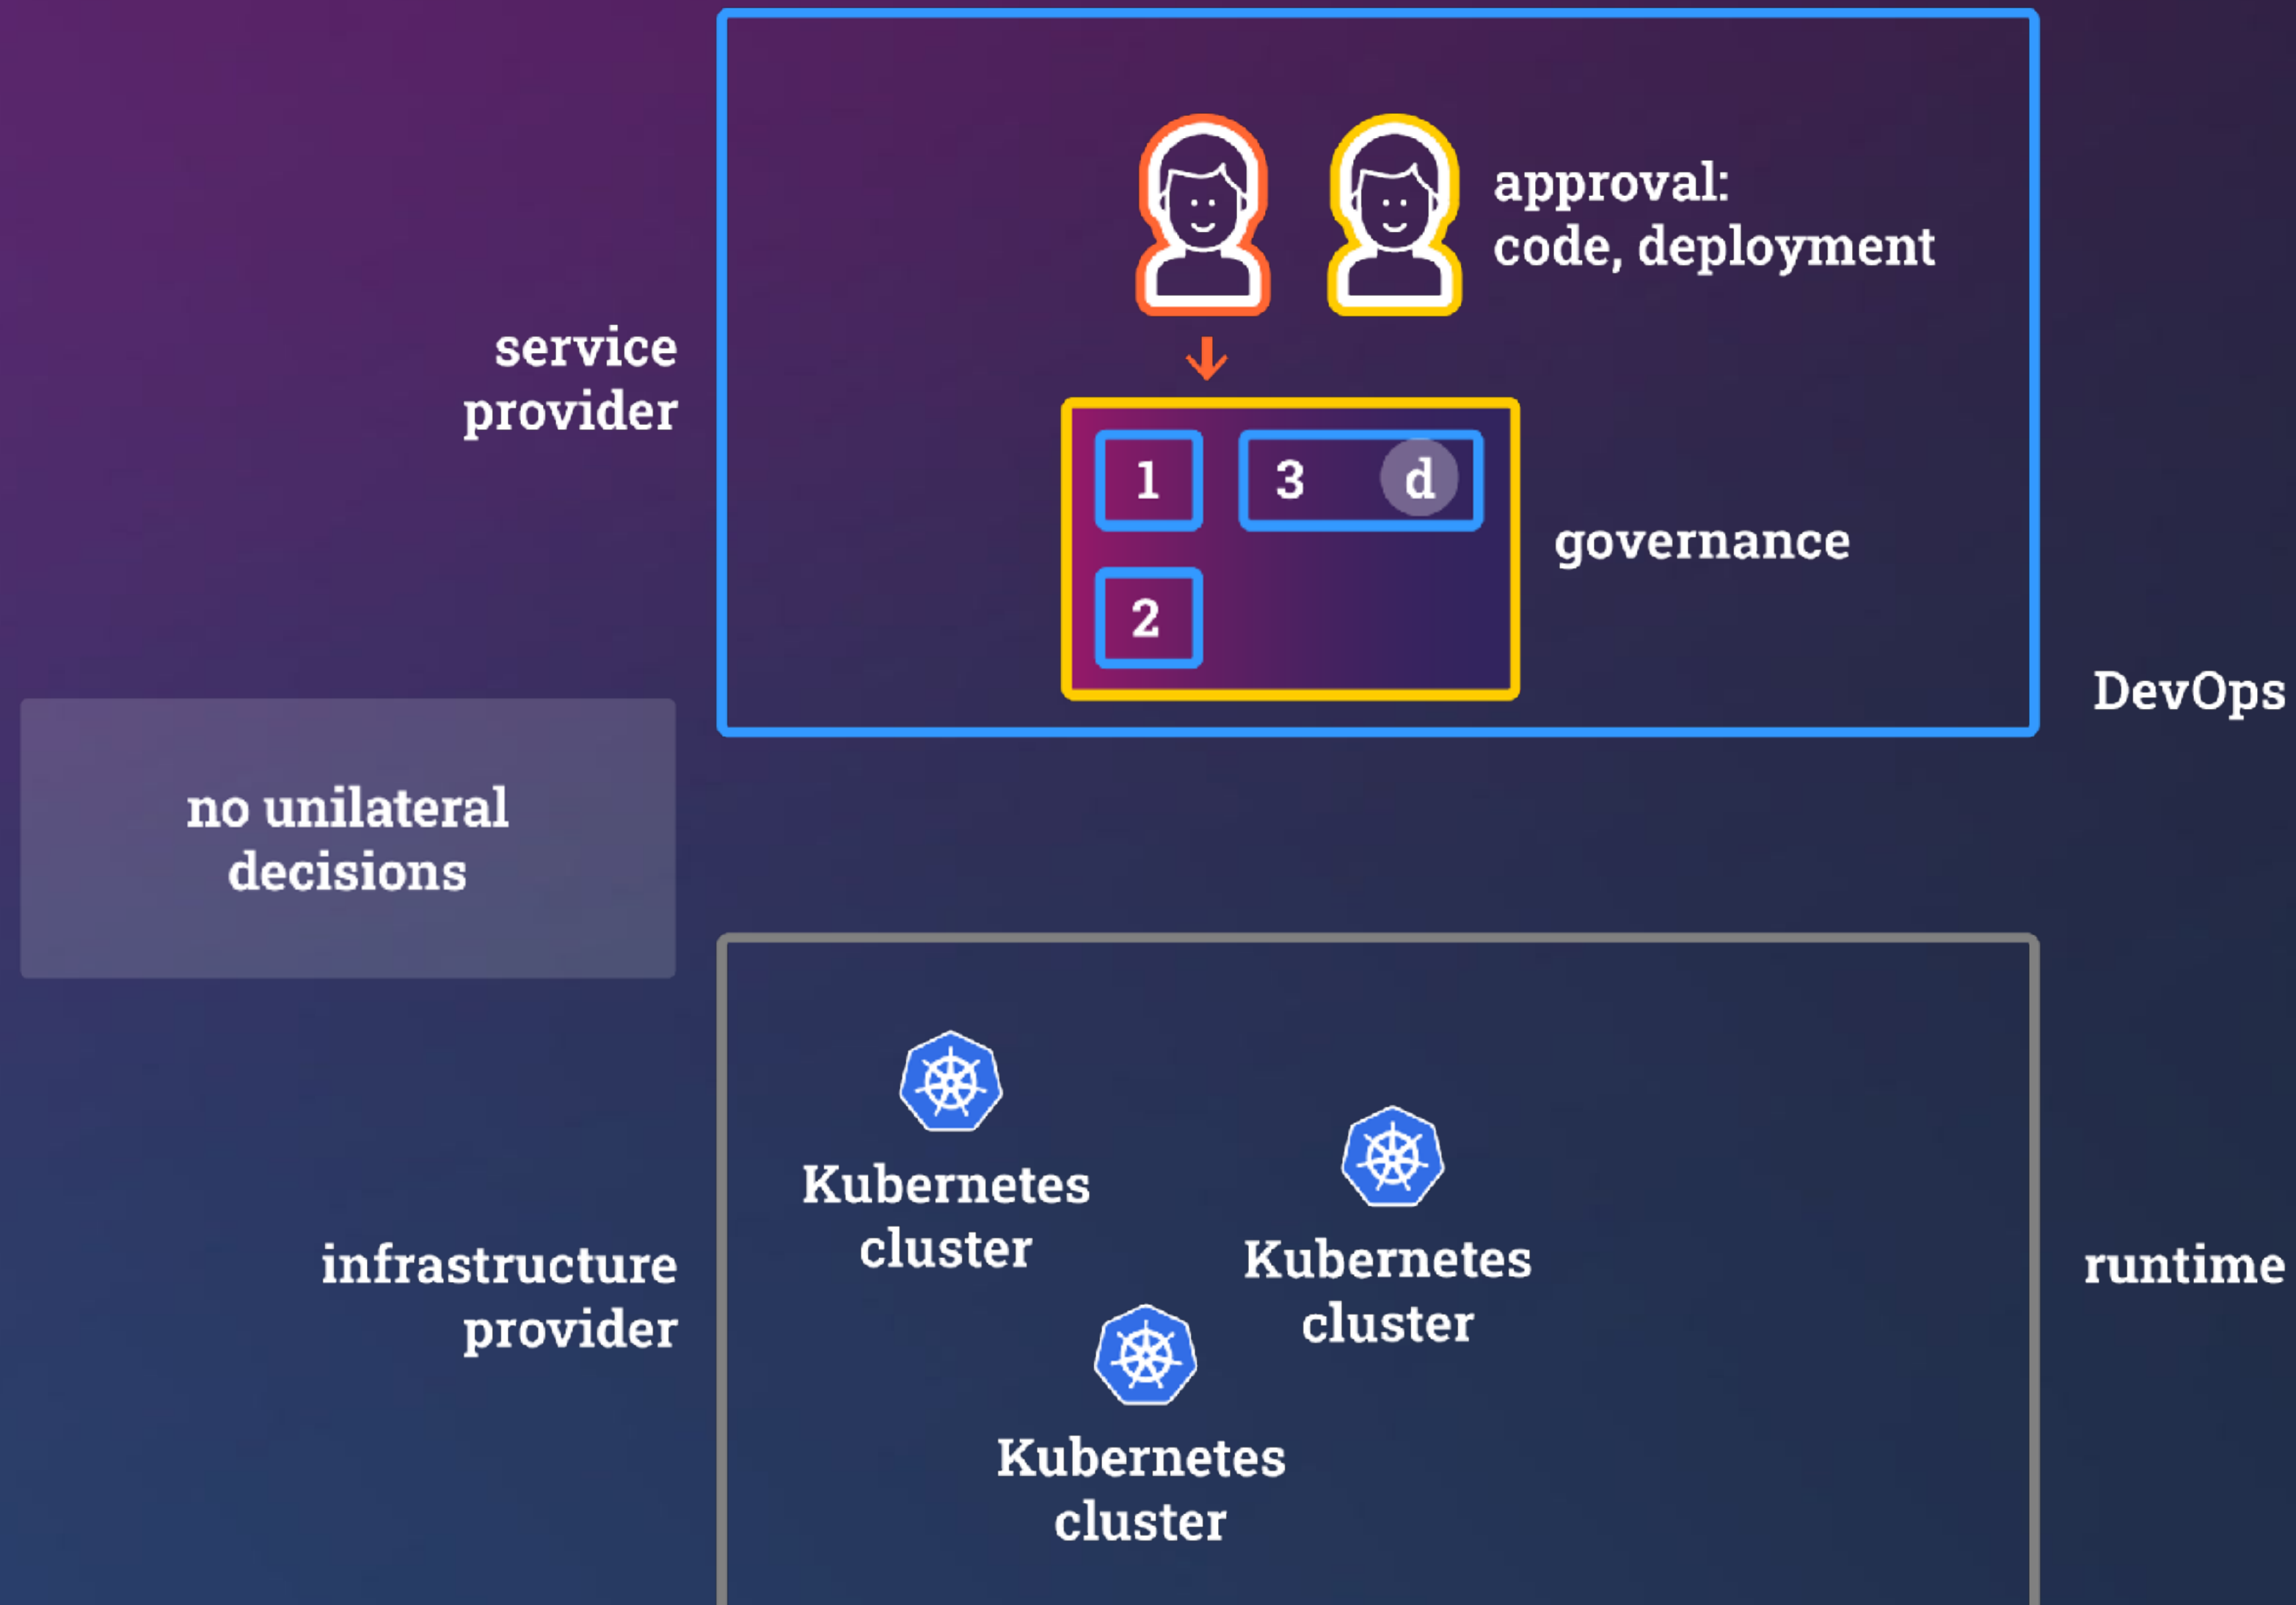 approval:
code, deployment
service
provider
1
3
d
governance
2
DevOps
no unilateral
decisions
Kubernetes
cluster
Kubernetes
cluster
infrastructure
provider
runtime
Kubernetes
cluster